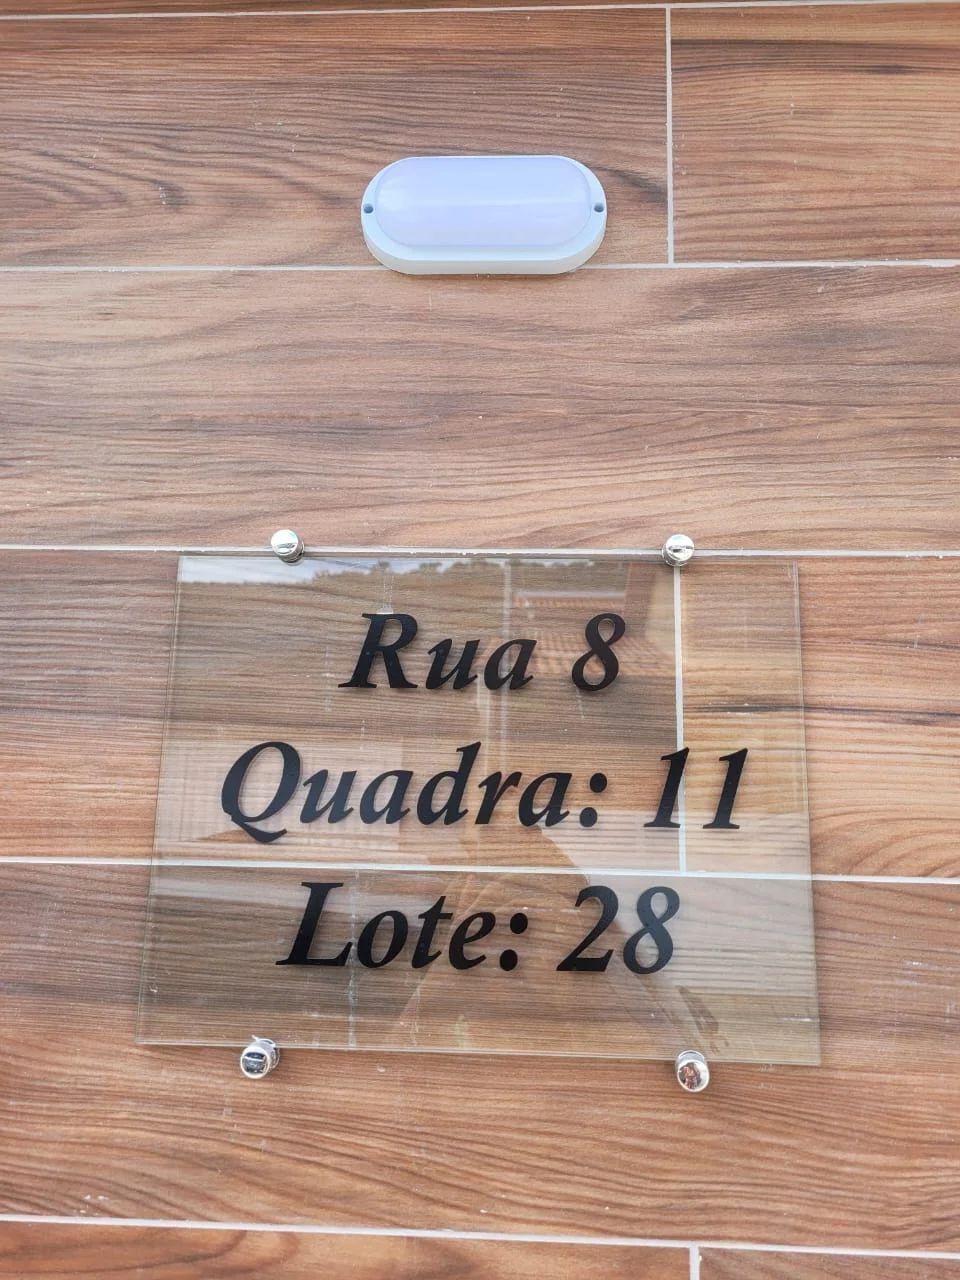 Rua 8
Quadra: 11
Lote: 28